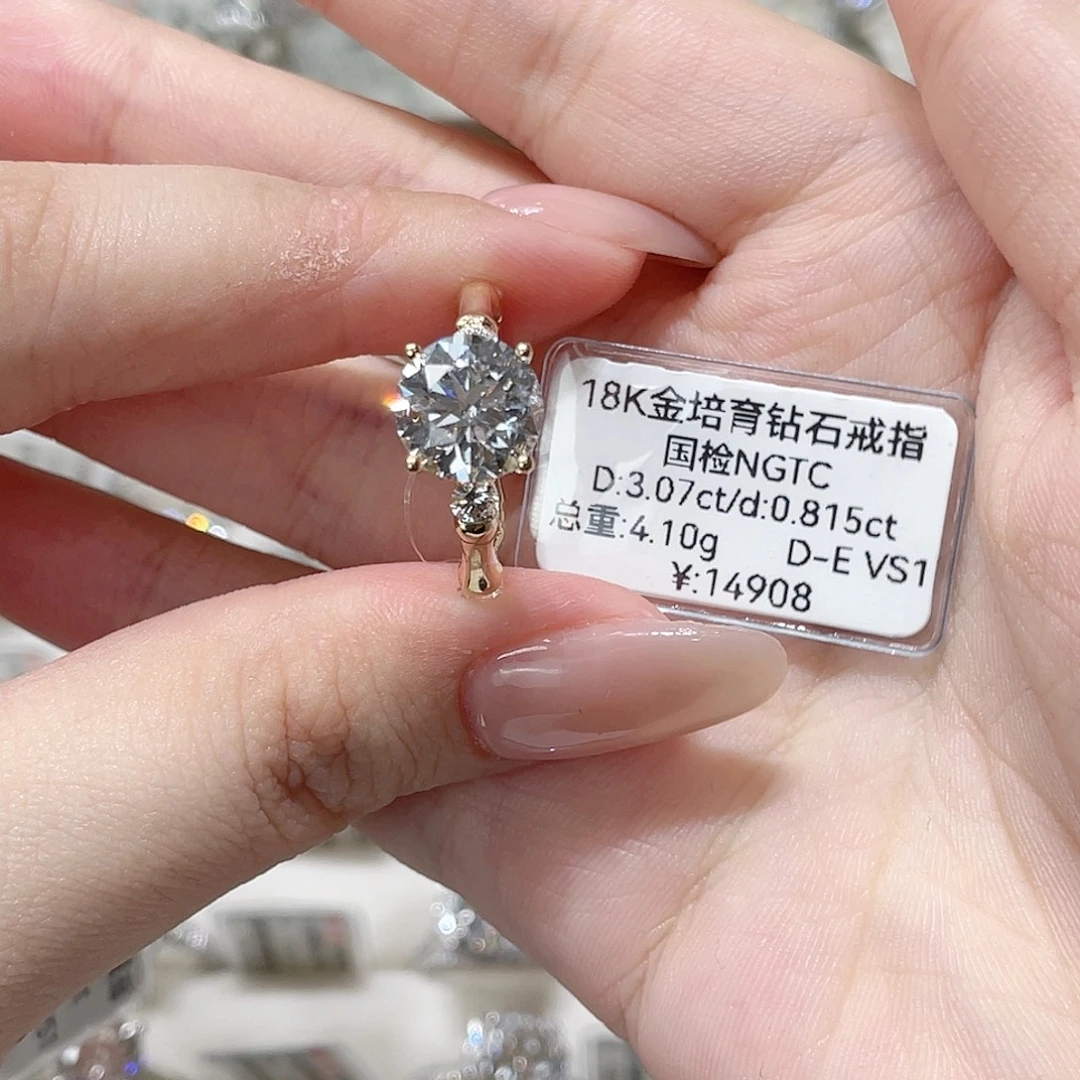 18K金培育钻石戒指
国检NGTC
D:3.07ct/d:0.815ct
总重:4.10g D-E VS1
¥:14908